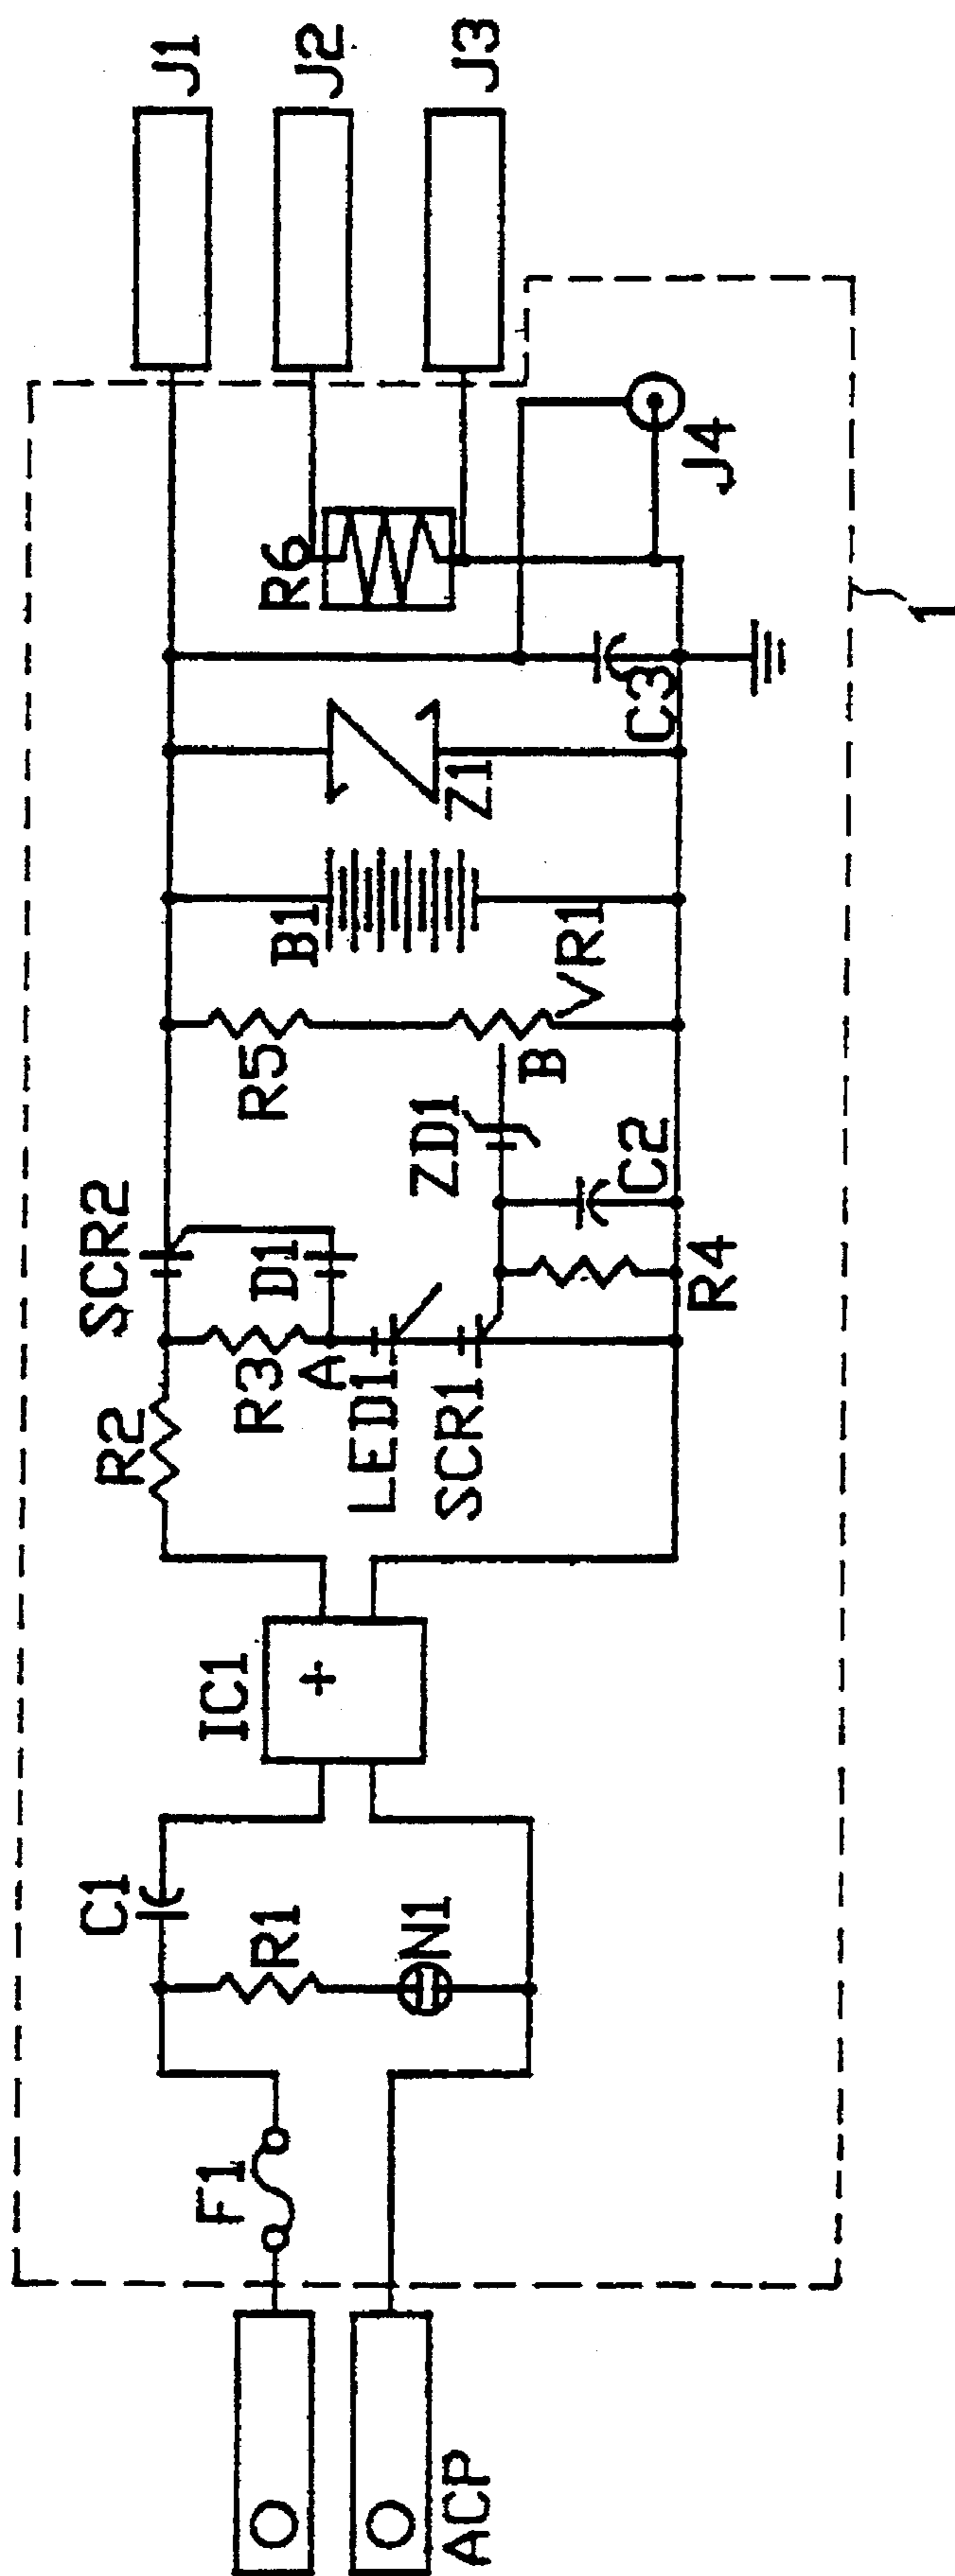 ACP
F1
C1
R1
N1
IC1
R2
R3
A
LED1
SCR1
SCR2
D1
ZD1
R4
C2
R5
B
VR1
B1
Z1
C3
R6
J4
J1
J2
J3
1
+